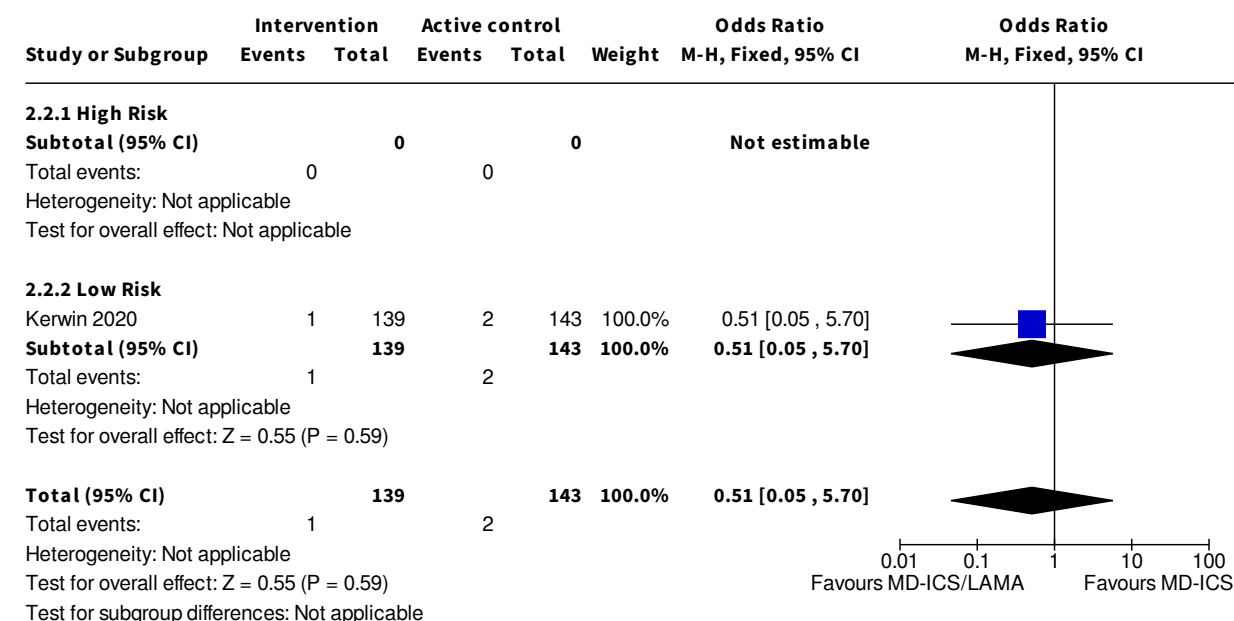 Intervention Active control Odds Ratio Odds Ratio
Study or Subgroup Events Total Events Total Weight M-H, Fixed, 95% CI M-H, Fixed, 95% CI
2.2.1 High Risk
Subtotal (95% CI) 0 0 Not estimable
Total events: 0 0
Heterogeneity: Not applicable
Test for overall effect: Not applicable
2.2.2 Low Risk
Kerwin 2020 1 139 2 143 100.0% 0.51 [0.05 , 5.70]
Subtotal (95% CI) 139 143 100.0% 0.51 [0.05 , 5.70]
Total events: 1 2
Heterogeneity: Not applicable
Test for overall effect: Z = 0.55 (P = 0.59)
Total (95% CI) 139 143 100.0% 0.51 [0.05 , 5.70]
Total events: 1 2
Heterogeneity: Not applicable
0.01 0.1 1 10 100
Test for overall effect: Z = 0.55 (P = 0.59) Favours MD-ICS/LAMA Favours MD-ICS
Test for subgroup differences: Not applicable